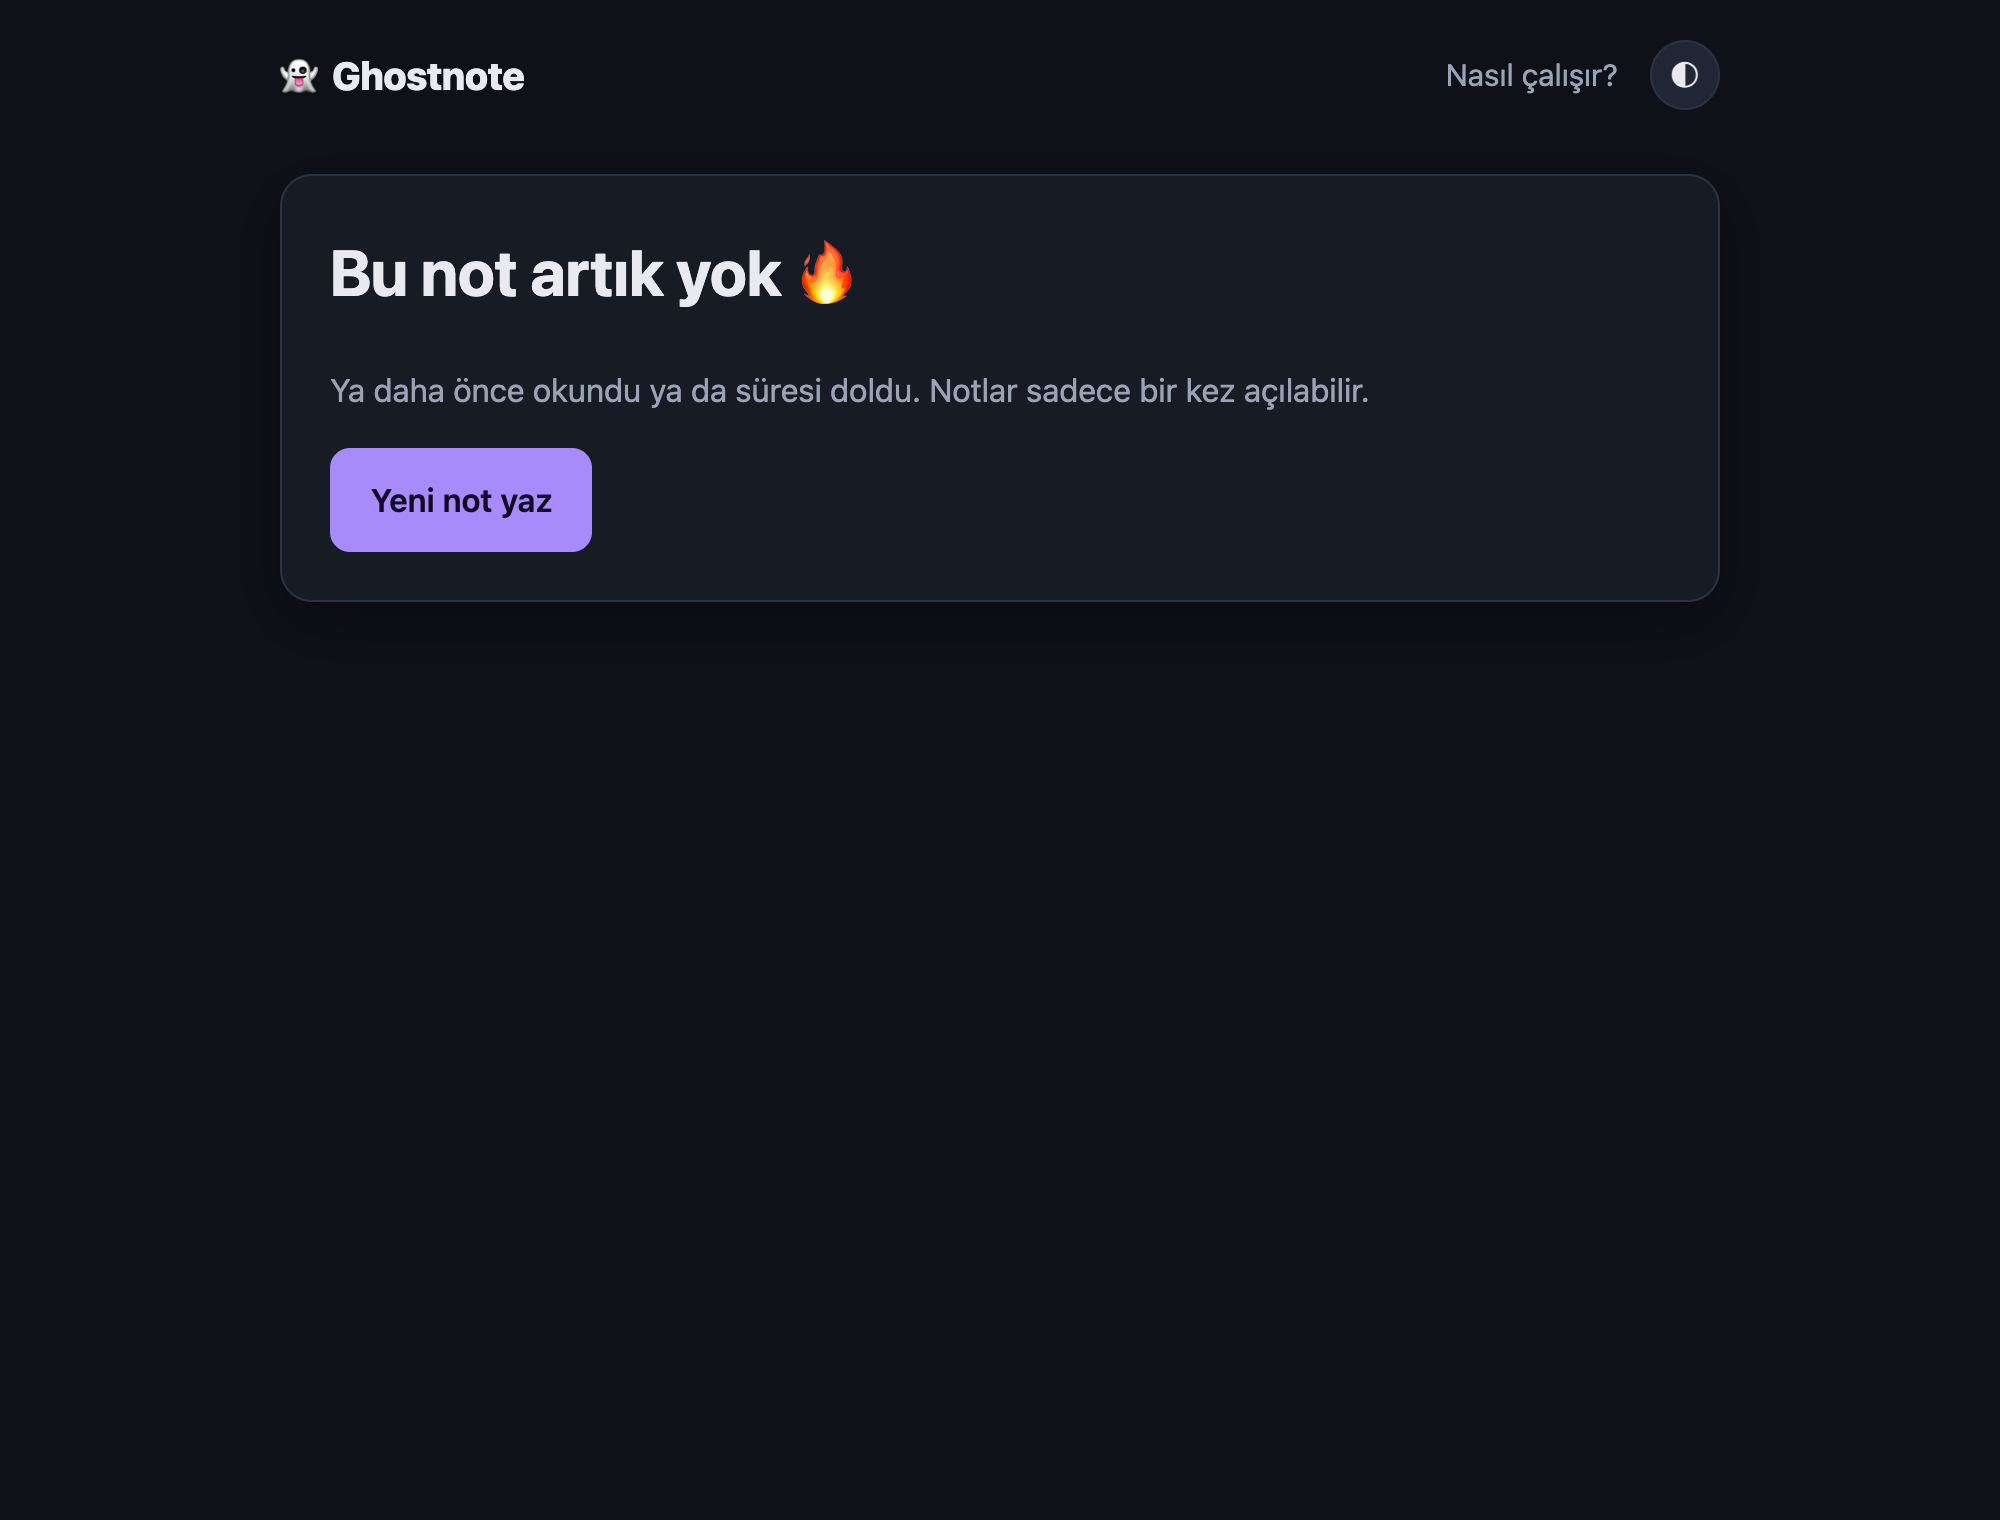 👻 Ghostnote
Nasıl çalışır?
Bu not artık yok 🔥
Ya daha önce okundu ya da süresi doldu. Notlar sadece bir kez açılabilir.
Yeni not yaz